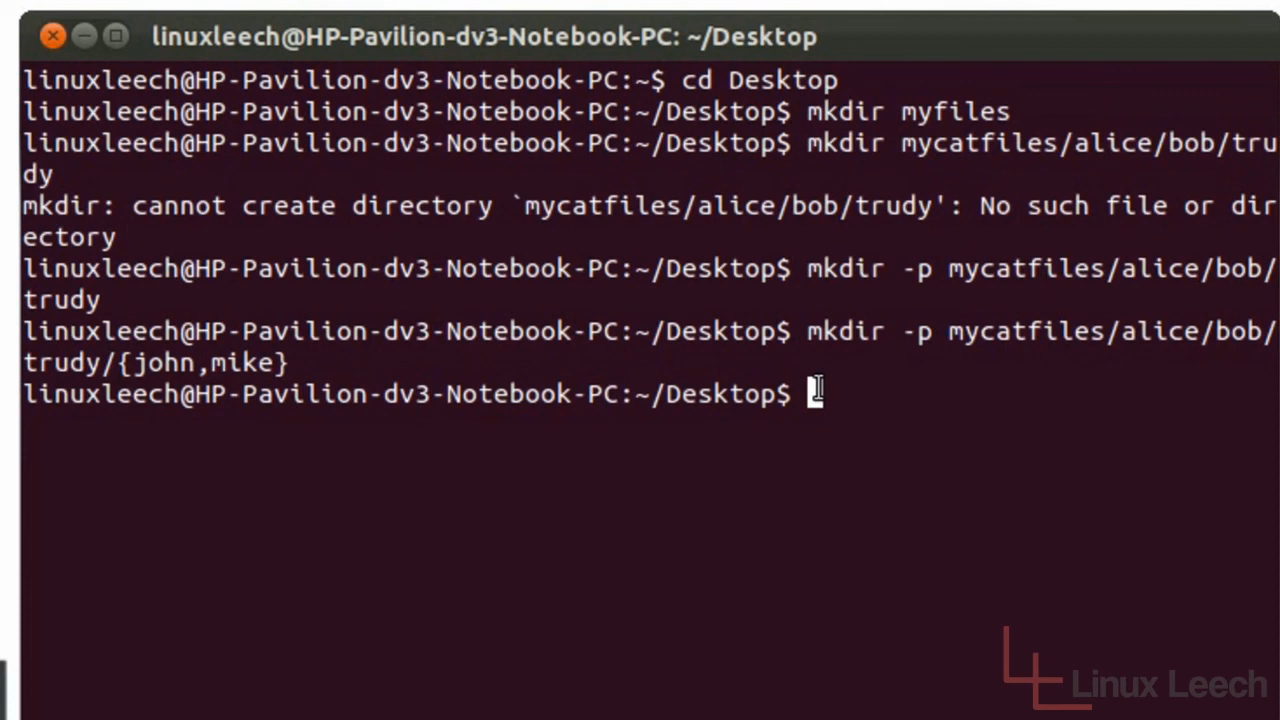 linuxleech@HP-Pavilion-dv3-Notebook-PC: ~/Desktop
linuxleech@HP-Pavilion-dv3-Notebook-PC:~$ cd Desktop
linuxleech@HP-Pavilion-dv3-Notebook-PC:~/Desktop$ mkdir myfiles
linuxleech@HP-Pavilion-dv3-Notebook-PC:~/Desktop$ mkdir mycatfiles/alice/bob/tru
dy
mkdir: cannot create directory `mycatfiles/alice/bob/trudy': No such file or dir
ectory
linuxleech@HP-Pavilion-dv3-Notebook-PC:~/Desktop$ mkdir -p mycatfiles/alice/bob/
trudy
linuxleech@HP-Pavilion-dv3-Notebook-PC:~/Desktop$ mkdir -p mycatfiles/alice/bob/
trudy/{john,mike}
linuxleech@HP-Pavilion-dv3-Notebook-PC:~/Desktop$
Linux Leech